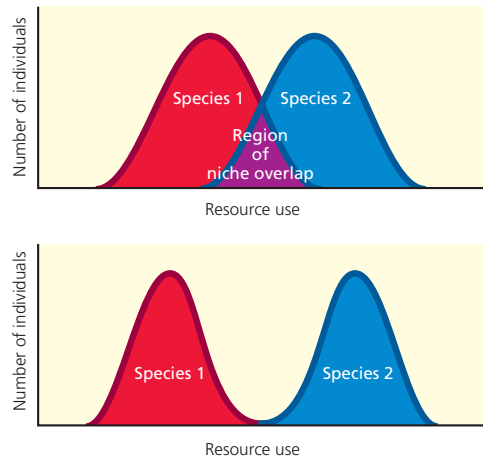 Number of individuals
Species 1
Species 2
Region
of
niche overlap
Resource use
Number of individuals
Species 1
Species 2
Resource use